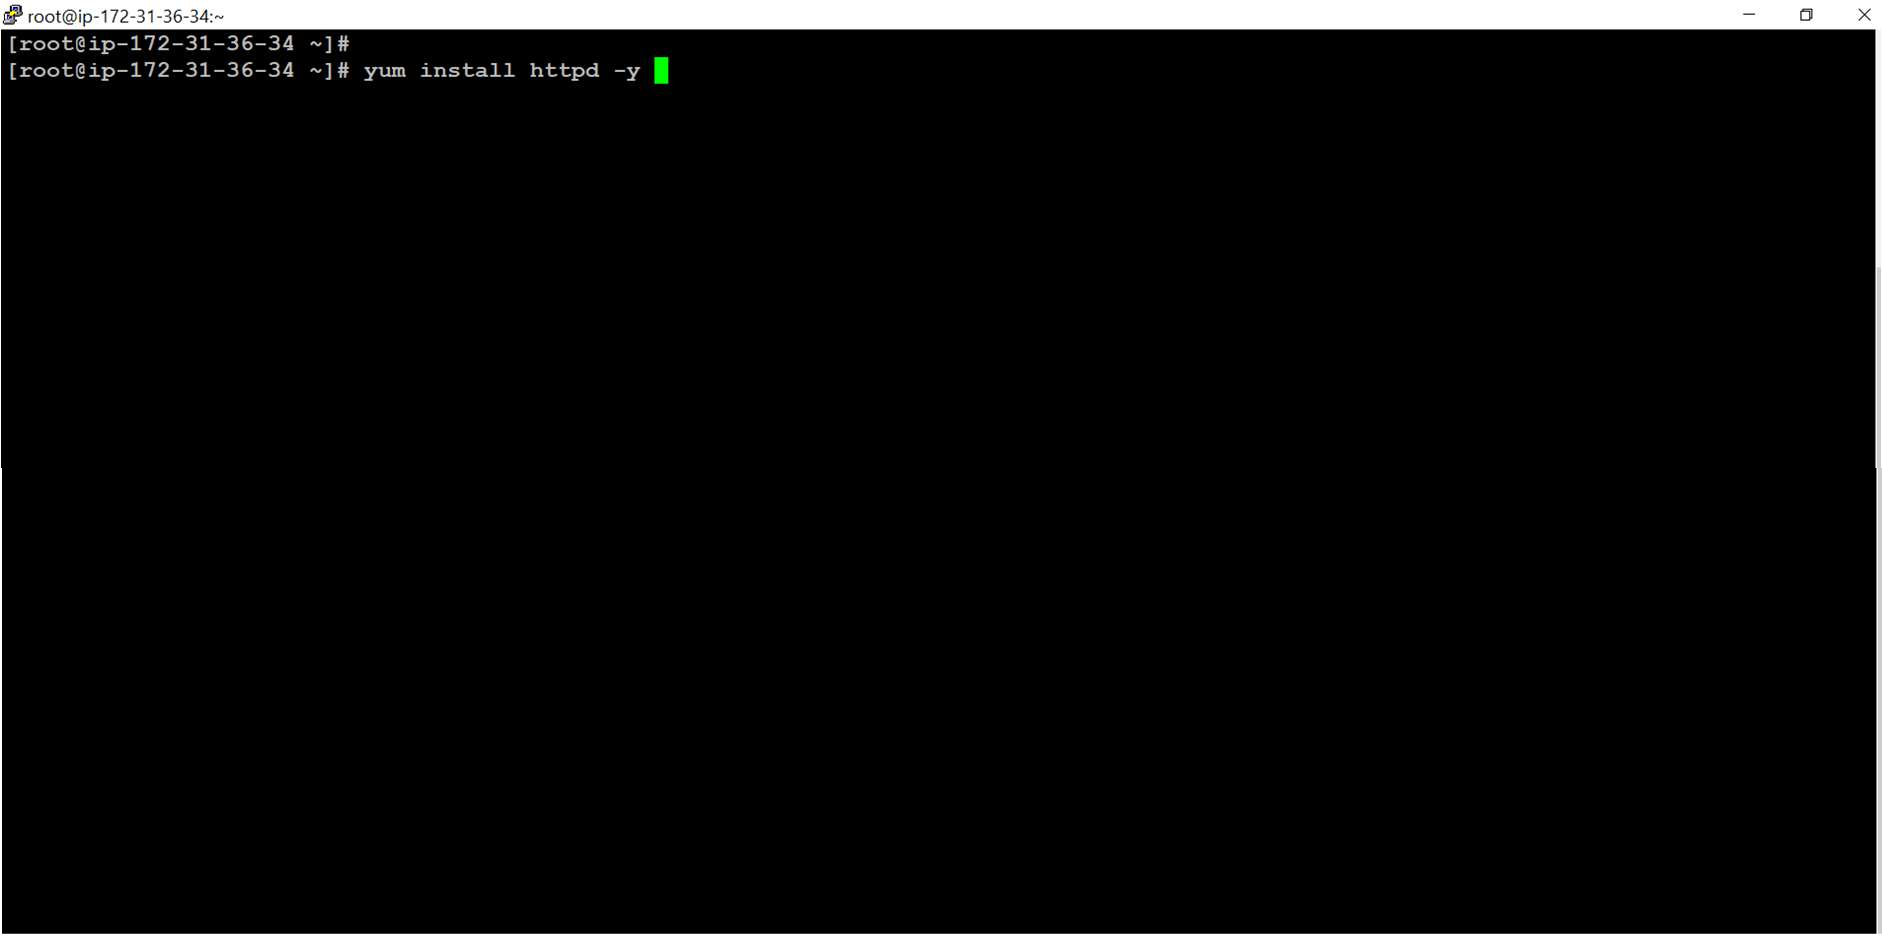 root@ip-172-31-36-34:~
[root@ip-172-31-36-34 ~]#
[root@ip-172-31-36-34 ~]# yum install httpd -y